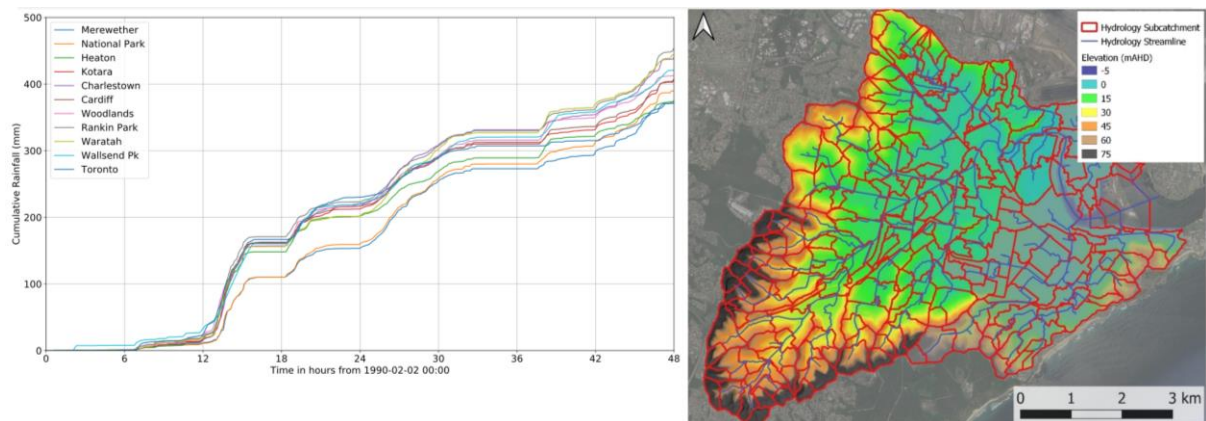 Cumulative Rainfall (mm)
500
400
300
200
100
0
Merewether
National Park
Heaton
Kotara
Charlestown
Cardiff
Woodlands
Rankin Park
Waratah
Wallsend Pk
Toronto
0 6 12 18 24 30 36 42 48
Time in hours from 1990-02-02 00:00
Hydrology Subcatchment
Hydrology Streamline
Elevation (mAHD)
-5
0
15
30
45
60
75
0 1 2 3 km